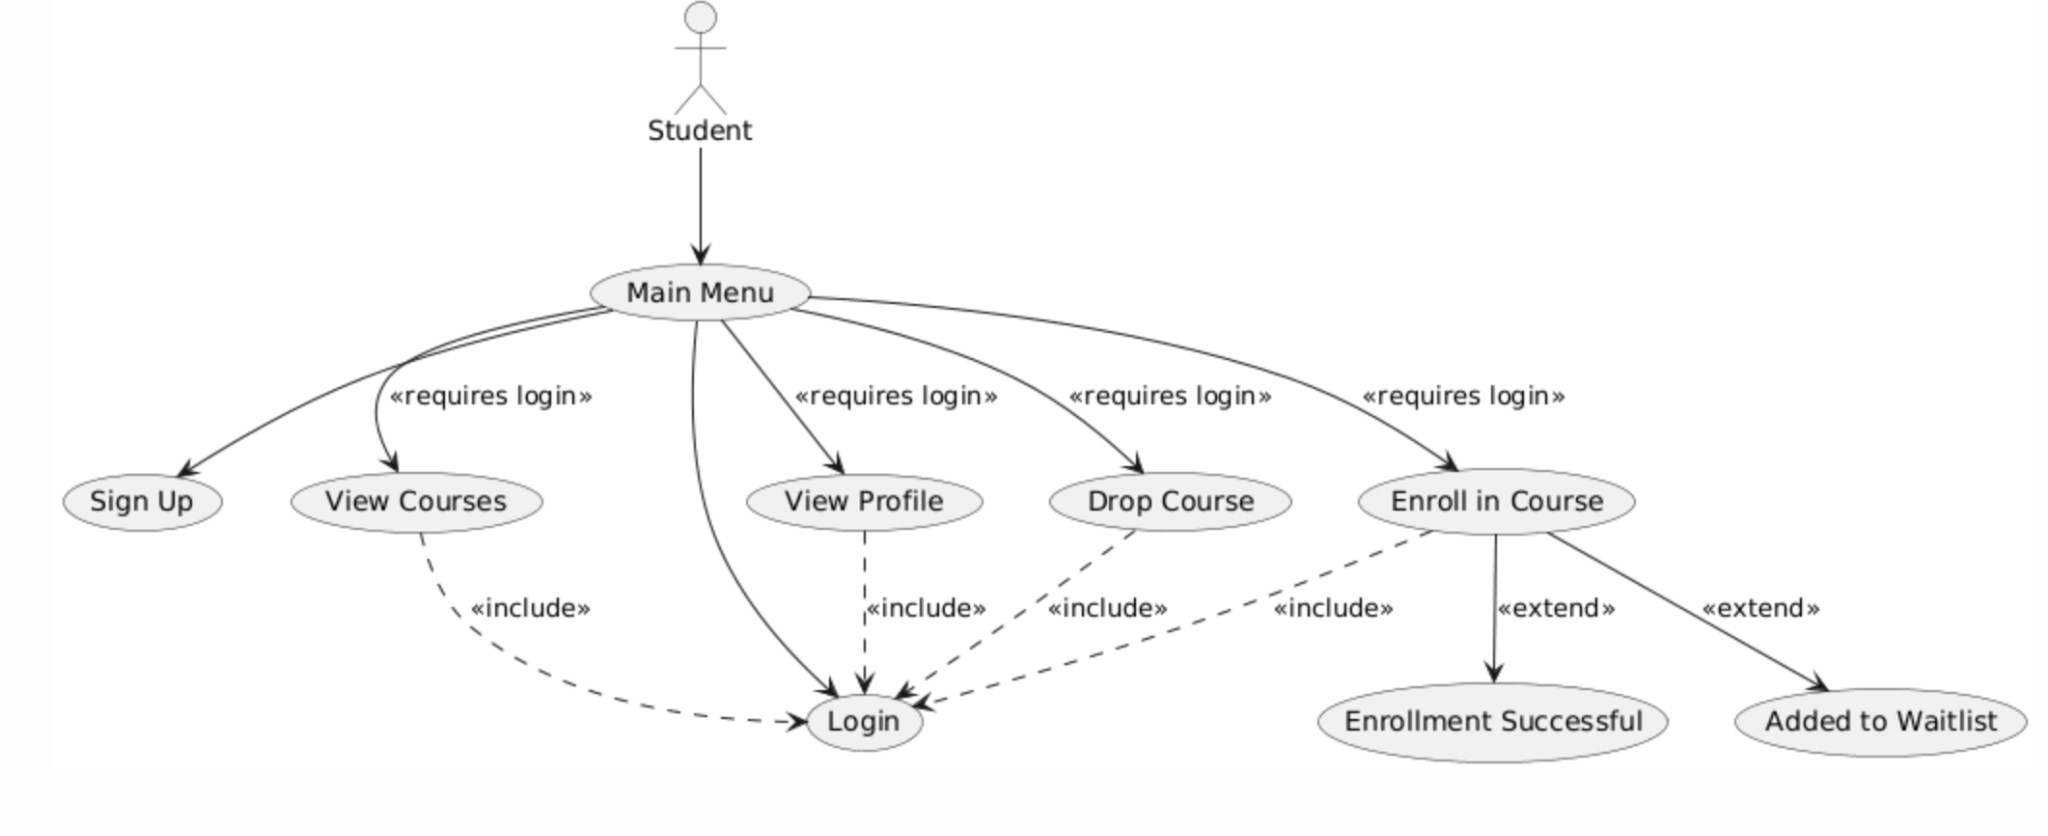 Student
Main Menu
«requires login»
«requires login»
«requires login»
«requires login»
Sign Up
View Courses
View Profile
Drop Course
Enroll in Course
«include»
«include»
«include»
«include»
«extend»
«extend»
Login
Enrollment Successful
Added to Waitlist